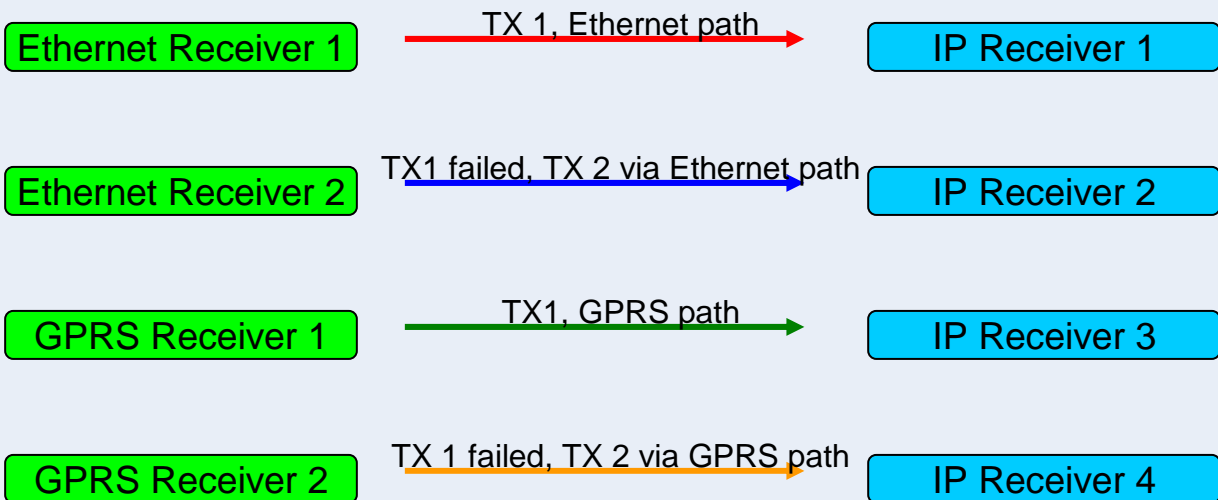 Ethernet Receiver 1
TX 1, Ethernet path
IP Receiver 1
Ethernet Receiver 2
TX1 failed, TX 2 via Ethernet path
IP Receiver 2
GPRS Receiver 1
TX1, GPRS path
IP Receiver 3
GPRS Receiver 2
TX 1 failed, TX 2 via GPRS path
IP Receiver 4